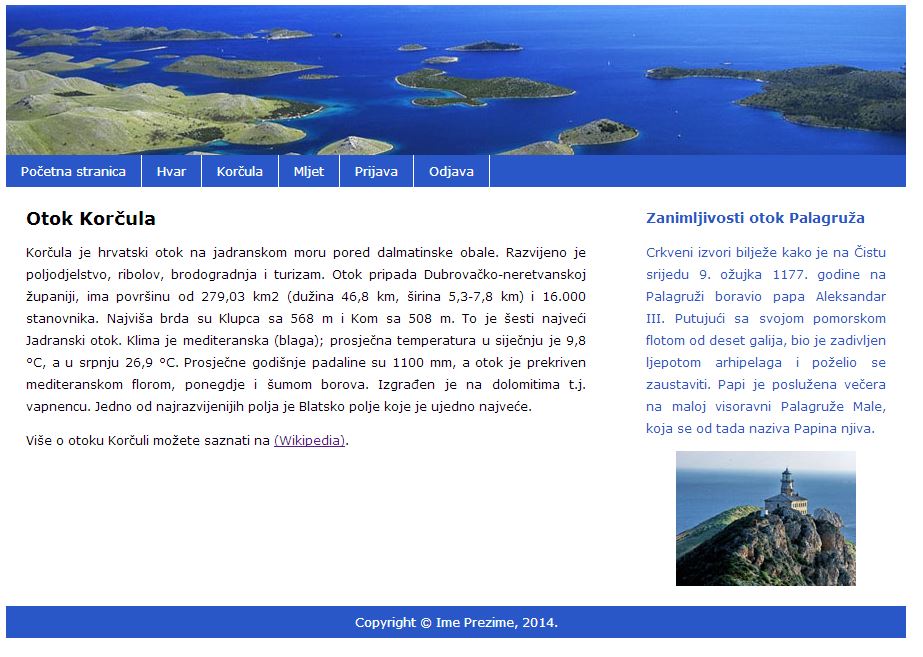 Početna stranica
Hvar
Korčula
Mljet
Prijava
Odjava
Otok Korčula
Korčula je hrvatski otok na jadranskom moru pored dalmatinske obale. Razvijeno je
poljodjelstvo, ribolov, brodogradnja i turizam. Otok pripada Dubrovačko-neretvanskoj
županiji, ima površinu od 279,03 km2 (dužina 46,8 km, širina 5,3-7,8 km) i 16.000
stanovnika. Najviša brda su Klupca sa 568 m i Kom sa 508 m. To je šesti najveći
Jadranski otok. Klima je mediteranska (blaga); prosječna temperatura u siječnju je 9,8
°C, a u srpnju 26,9 °C. Prosječne godišnje padaline su 1100 mm, a otok je prekriven
mediteranskom florom, ponegdje i šumom borova. Izgrađen je na dolomitima t.j.
vapnencu. Jedno od najrazvijenijih polja je Blatsko polje koje je ujedno najveće.
Više o otoku Korčuli možete saznati na (Wikipedia).
Zanimljivosti otok Palagruža
Crkveni izvori bilježe kako je na Čistu
srijedu 9. ožujka 1177. godine na
Palagruži boravio papa Aleksandar
III. Putujući sa svojom pomorskom
flotom od deset galija, bio je zadivljen
ljepotom arhipelaga i poželio se
zaustaviti. Papi je poslužena večera
na maloj visoravni Palagruže Male,
koja se od tada naziva Papina njiva.
Copyright © Ime Prezime, 2014.